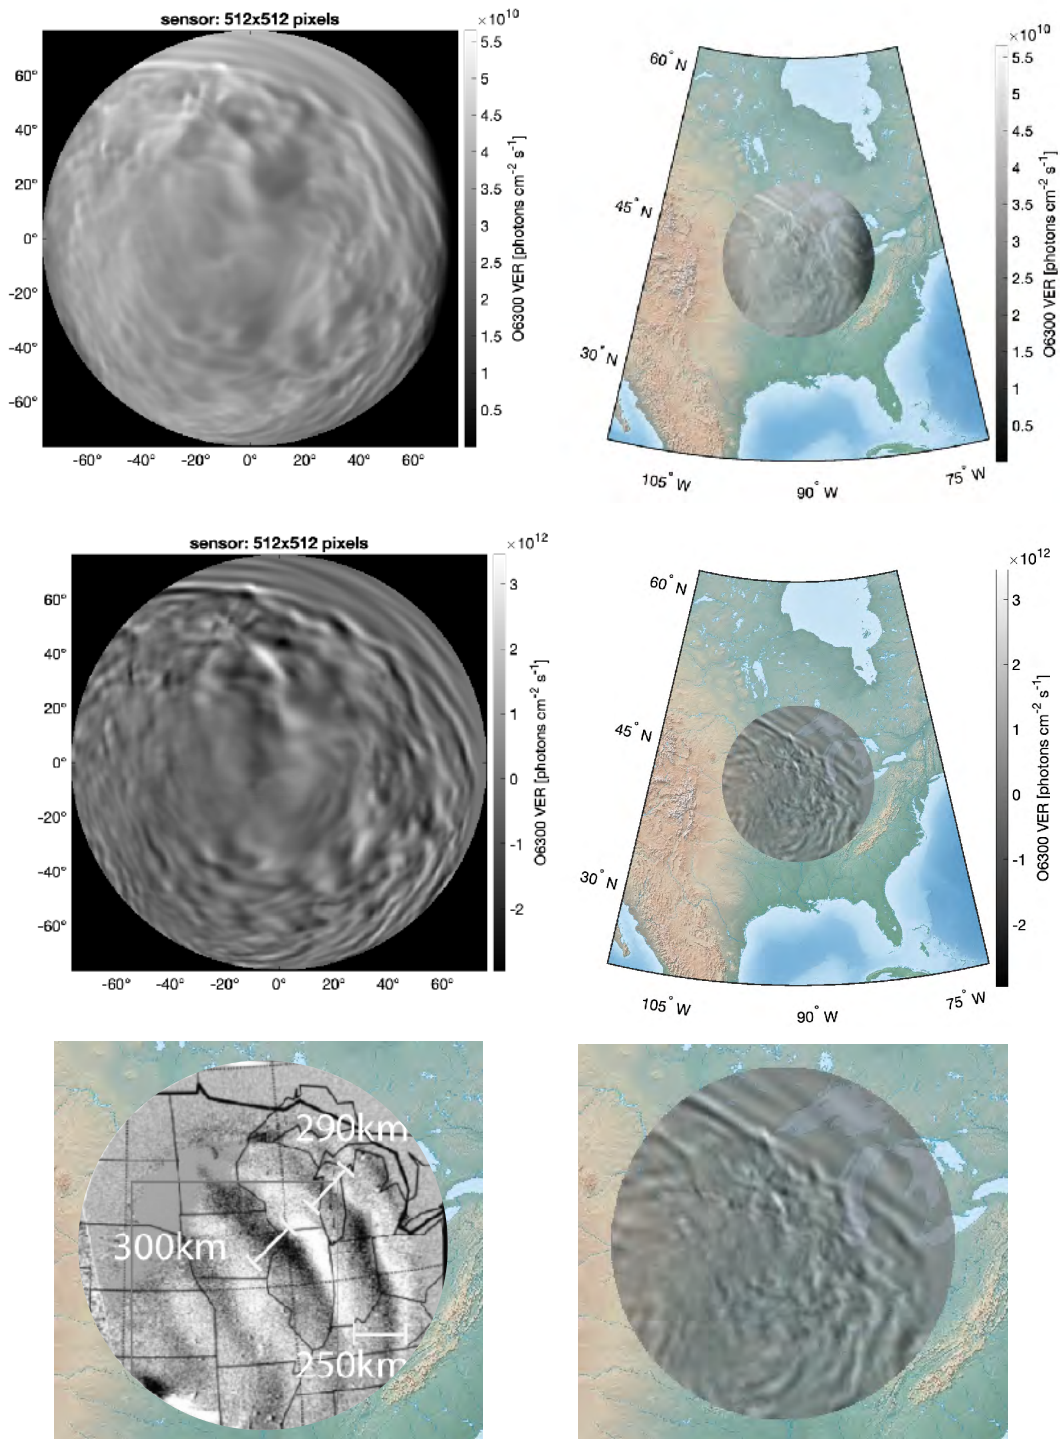 sensor: 512x512 pixels
×10¹⁰
5.5
5
4.5
4
3.5
3
2.5
2
1.5
1
0.5
O6300 VER [photons cm⁻² s⁻¹]
60°
40°
20°
0°
-20°
-40°
-60°
-60° -40° -20° 0° 20° 40° 60°
60° N
45° N
30° N
105° W
90° W
75° W
×10¹⁰
5.5
5
4.5
4
3.5
3
2.5
2
1.5
1
0.5
O6300 VER [photons cm⁻² s⁻¹]
sensor: 512x512 pixels
×10¹²
3
2
1
0
-1
-2
O6300 VER [photons cm⁻² s⁻¹]
60°
40°
20°
0°
-20°
-40°
-60°
-60° -40° -20° 0° 20° 40° 60°
60° N
45° N
30° N
105° W
90° W
75° W
×10¹²
3
2
1
0
-1
-2
O6300 VER [photons cm⁻² s⁻¹]
290km
300km
250km